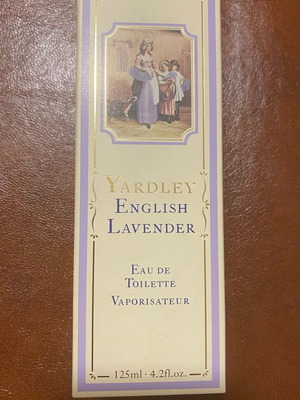 YARDLEY
ENGLISH
LAVENDER
EAU DE
TOILETTE
VAPORISATEUR
125ml · 4.2fl.oz.